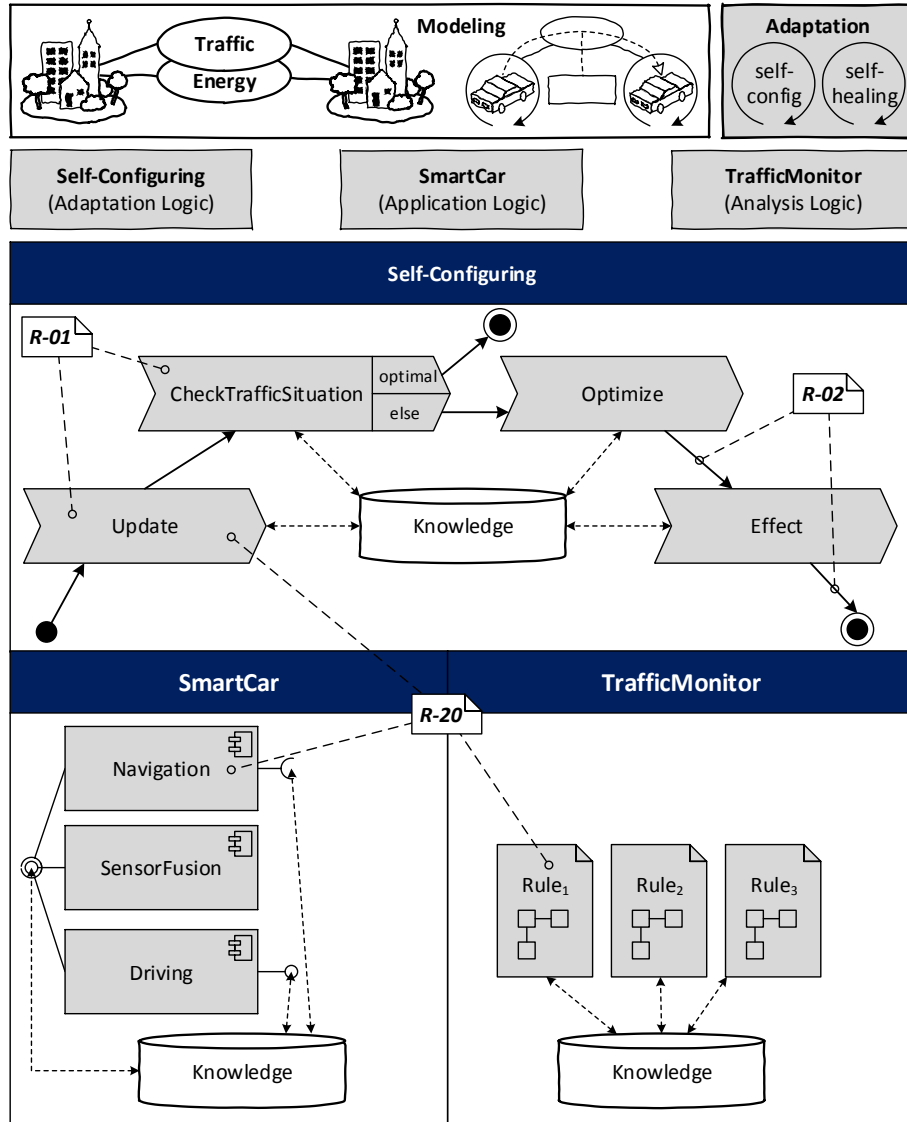 Modeling
Traffic
Energy
Adaptation
self-
config
self-
healing
Self-Configuring
(Adaptation Logic)
SmartCar
(Application Logic)
TrafficMonitor
(Analysis Logic)
Self-Configuring
R-01
CheckTrafficSituation
optimal
else
Optimize
R-02
Update
Knowledge
Effect
SmartCar
TrafficMonitor
R-20
Navigation
SensorFusion
Driving
Knowledge
Rule₁
Rule₂
Rule₃
Knowledge